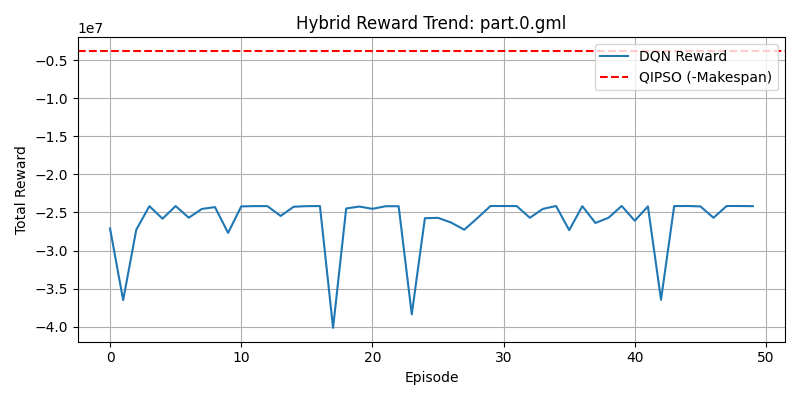 Hybrid Reward Trend: part.0.gml
1e7
DQN Reward
QIPSO (-Makespan)
−0.5
−1.0
−1.5
−2.0
−2.5
−3.0
−3.5
−4.0
Total Reward
0 10 20 30 40 50
Episode